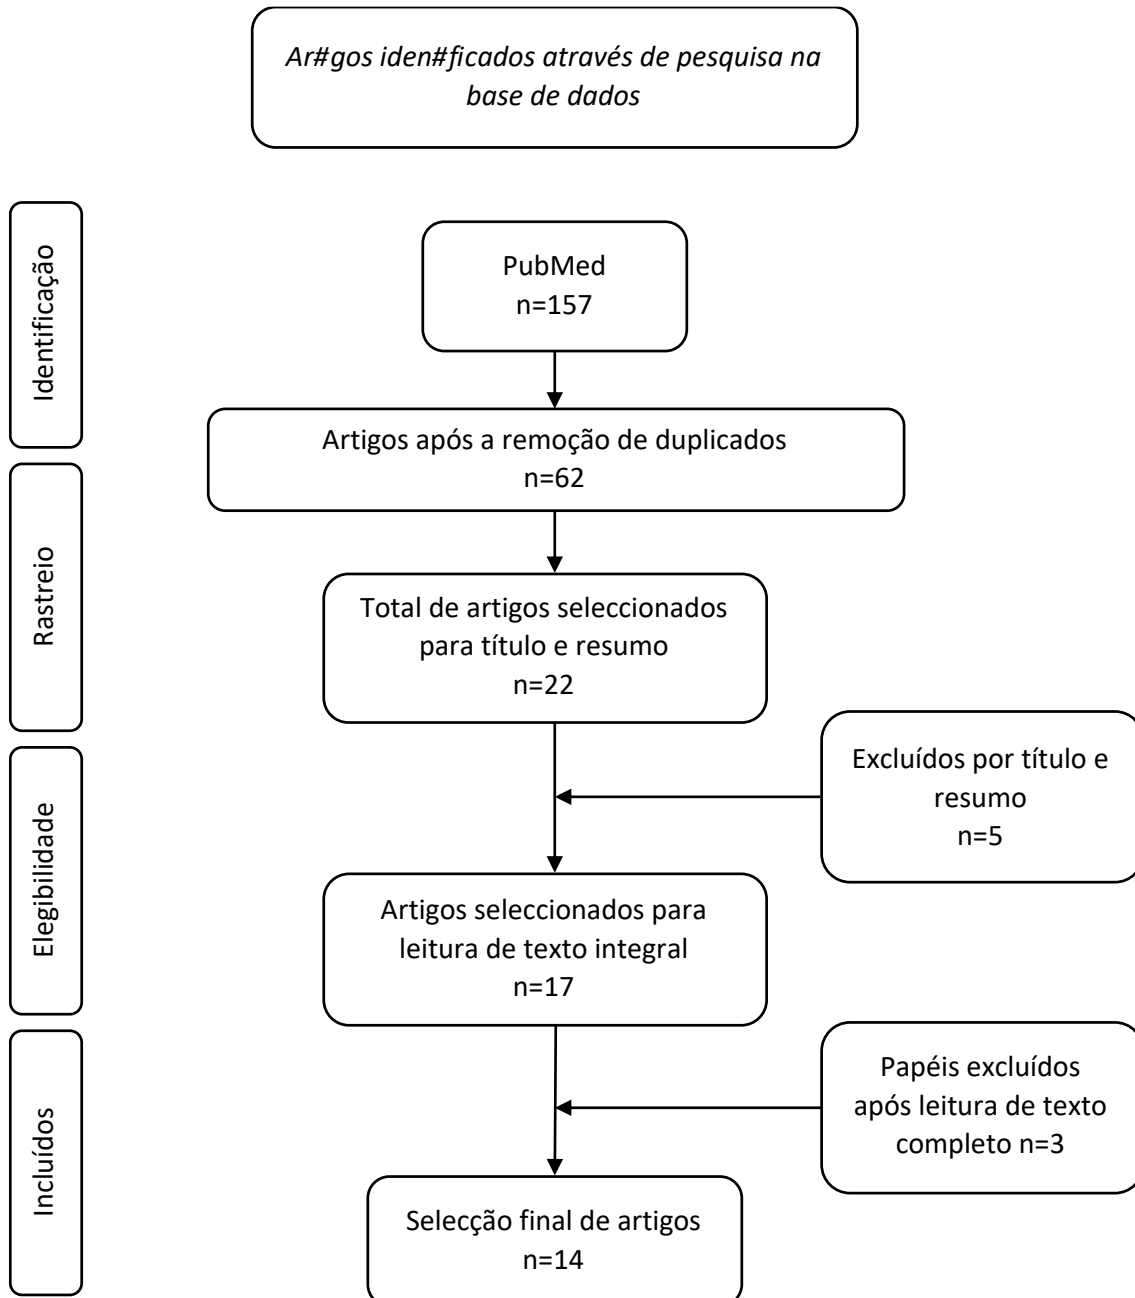 Ar#gos iden#ficados através de pesquisa na
base de dados
Identificação
PubMed
n=157
Artigos após a remoção de duplicados
n=62
Rastreio
Total de artigos seleccionados
para título e resumo
n=22
Excluídos por título e
resumo
n=5
Elegibilidade
Artigos seleccionados para
leitura de texto integral
n=17
Papéis excluídos
após leitura de texto
completo n=3
Incluídos
Selecção final de artigos
n=14